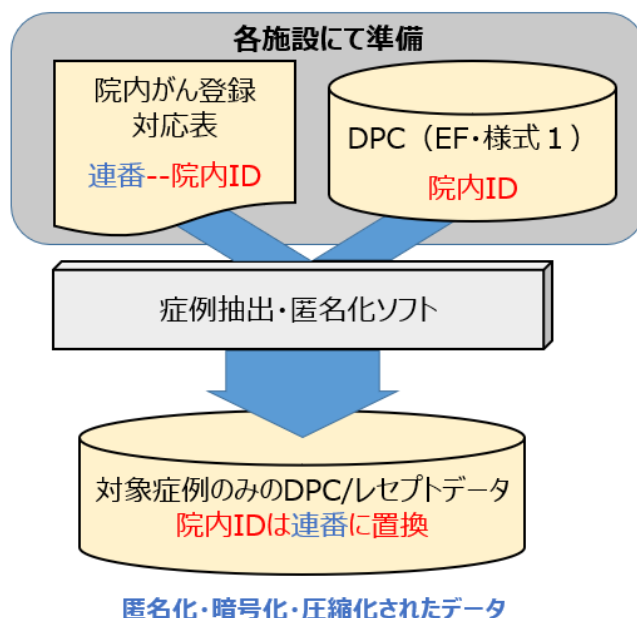 各施設にて準備
院内がん登録
対応表
連番--院内ID
DPC（EF・様式１）
院内ID
症例抽出・匿名化ソフト
対象症例のみのDPC/レセプトデータ
院内IDは連番に置換
匿名化・暗号化・圧縮化されたデータ